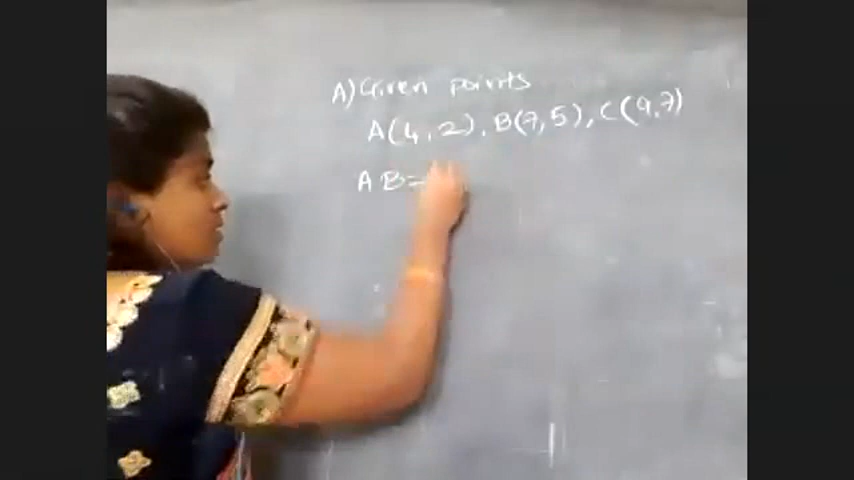 A) Given points
A(4,2), B(7,5), C(9,7)
AB=